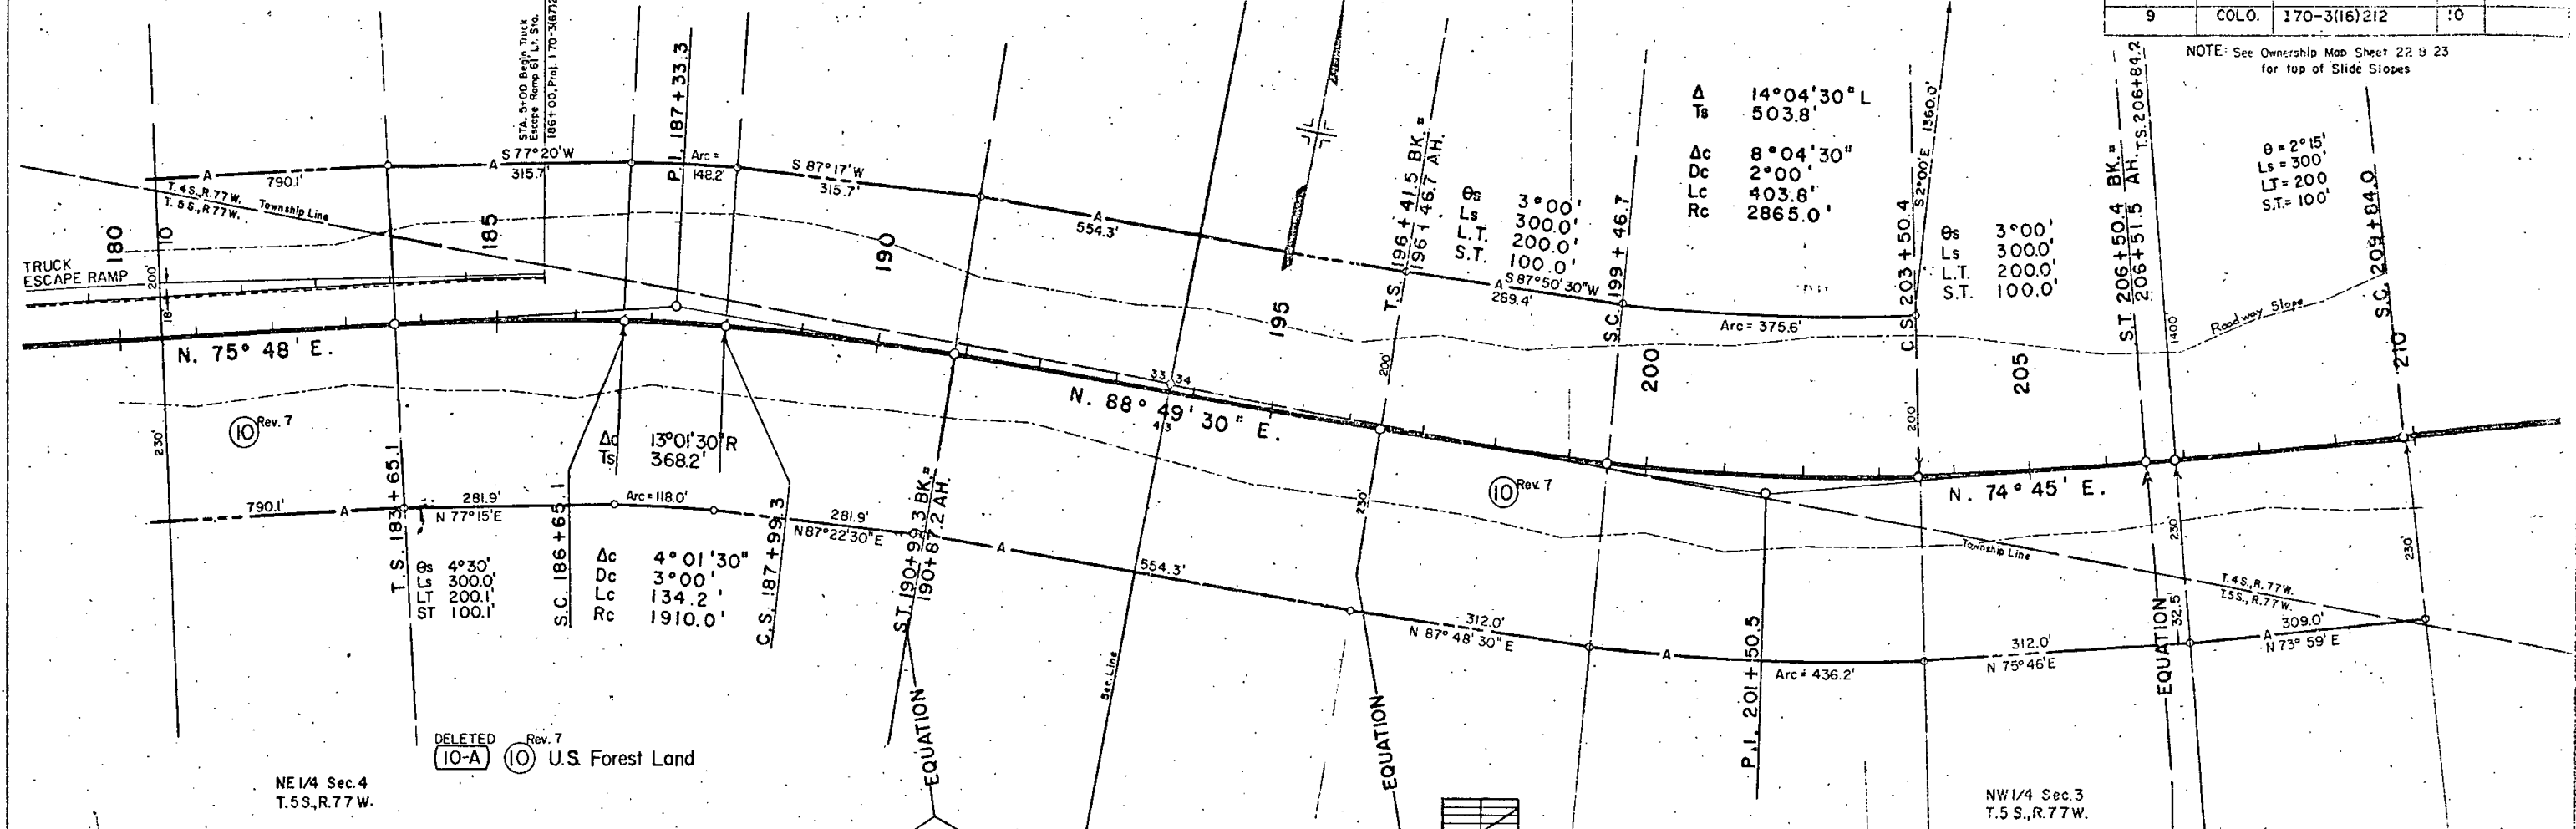 9 COLO. I70-3(16)212 10
NOTE: See Ownership Map Sheet 22 & 23
for top of Slide Slopes
STA. 5+00 Begin Truck
Escape Ramp 61' Lt. Sta.
186+00, Proj. I 70-3(67)2
P.I. 187+33.3
A
790.1'
S 77°20'W
A
315.7'
Arc =
148.2'
S 87°17'W
315.7'
A
554.3'
T.4S.,R.77W.
T.5S.,R.77W.
Township Line
180
10
185
190
195
200
205
210
TRUCK
ESCAPE RAMP
200'
18
230'
N. 75° 48' E.
N. 88° 49' 30" E.
N. 74° 45' E.
33 34
4 3
T.S. 196+41.5 BK.=
196+46.7 AH.
θs 3°00'
Ls 300.0'
L.T. 200.0'
S.T. 100.0'
Δ 14°04'30" L
Ts 503.8'
Δc 8°04'30"
Dc 2°00'
Lc 403.8'
Rc 2865.0'
A
S 87°50'30"W
289.4'
S.C. 199+46.7
Arc = 375.6'
C.S. 203+50.4
S 2°00'E 1360.0'
θs 3°00'
Ls 300.0'
L.T. 200.0'
S.T. 100.0'
S.T. 206+50.4 BK.=
206+51.5 AH.
T.S. 206+84.2
θ = 2°15'
Ls = 300'
LT = 200
S.T. = 100'
S.C. 209+84.0
Roadway Slope
1400'
200'
200'
10 Rev. 7
10 Rev. 7
Δc 13°01'30"R
Ts 368.2'
790.1'
A
T.S. 183+65.1
281.9'
N 77°15'E
Arc=118.0'
281.9'
N 87°22'30"E
A
554.3'
θs 4°30'
Ls 300.0'
LT 200.1'
ST 100.1'
S.C. 186+65.1
Δc 4°01'30"
Dc 3°00'
Lc 134.2'
Rc 1910.0'
C.S. 187+99.3
S.T. 190+99.3 BK.=
190+87.2 AH.
Sec. Line
230'
312.0'
N 87°48'30"E
A
Arc = 436.2'
P.I. 201+50.5
312.0'
N 75°46'E
Township Line
T.4S.,R.77W.
T.5S.,R.77W.
230'
32.5'
230'
309.0'
A
N 73°59'E
EQUATION
EQUATION
EQUATION
DELETED
10-A 10 Rev. 7 U.S. Forest Land
NE 1/4 Sec.4
T.5S.,R.77W.
NW 1/4 Sec.3
T.5S.,R.77W.